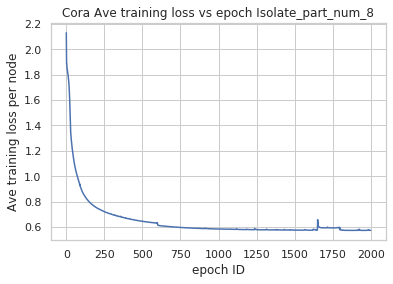 Cora Ave training loss vs epoch Isolate_part_num_8
Ave training loss per node
2.2
2.0
1.8
1.6
1.4
1.2
1.0
0.8
0.6
0 250 500 750 1000 1250 1500 1750 2000
epoch ID